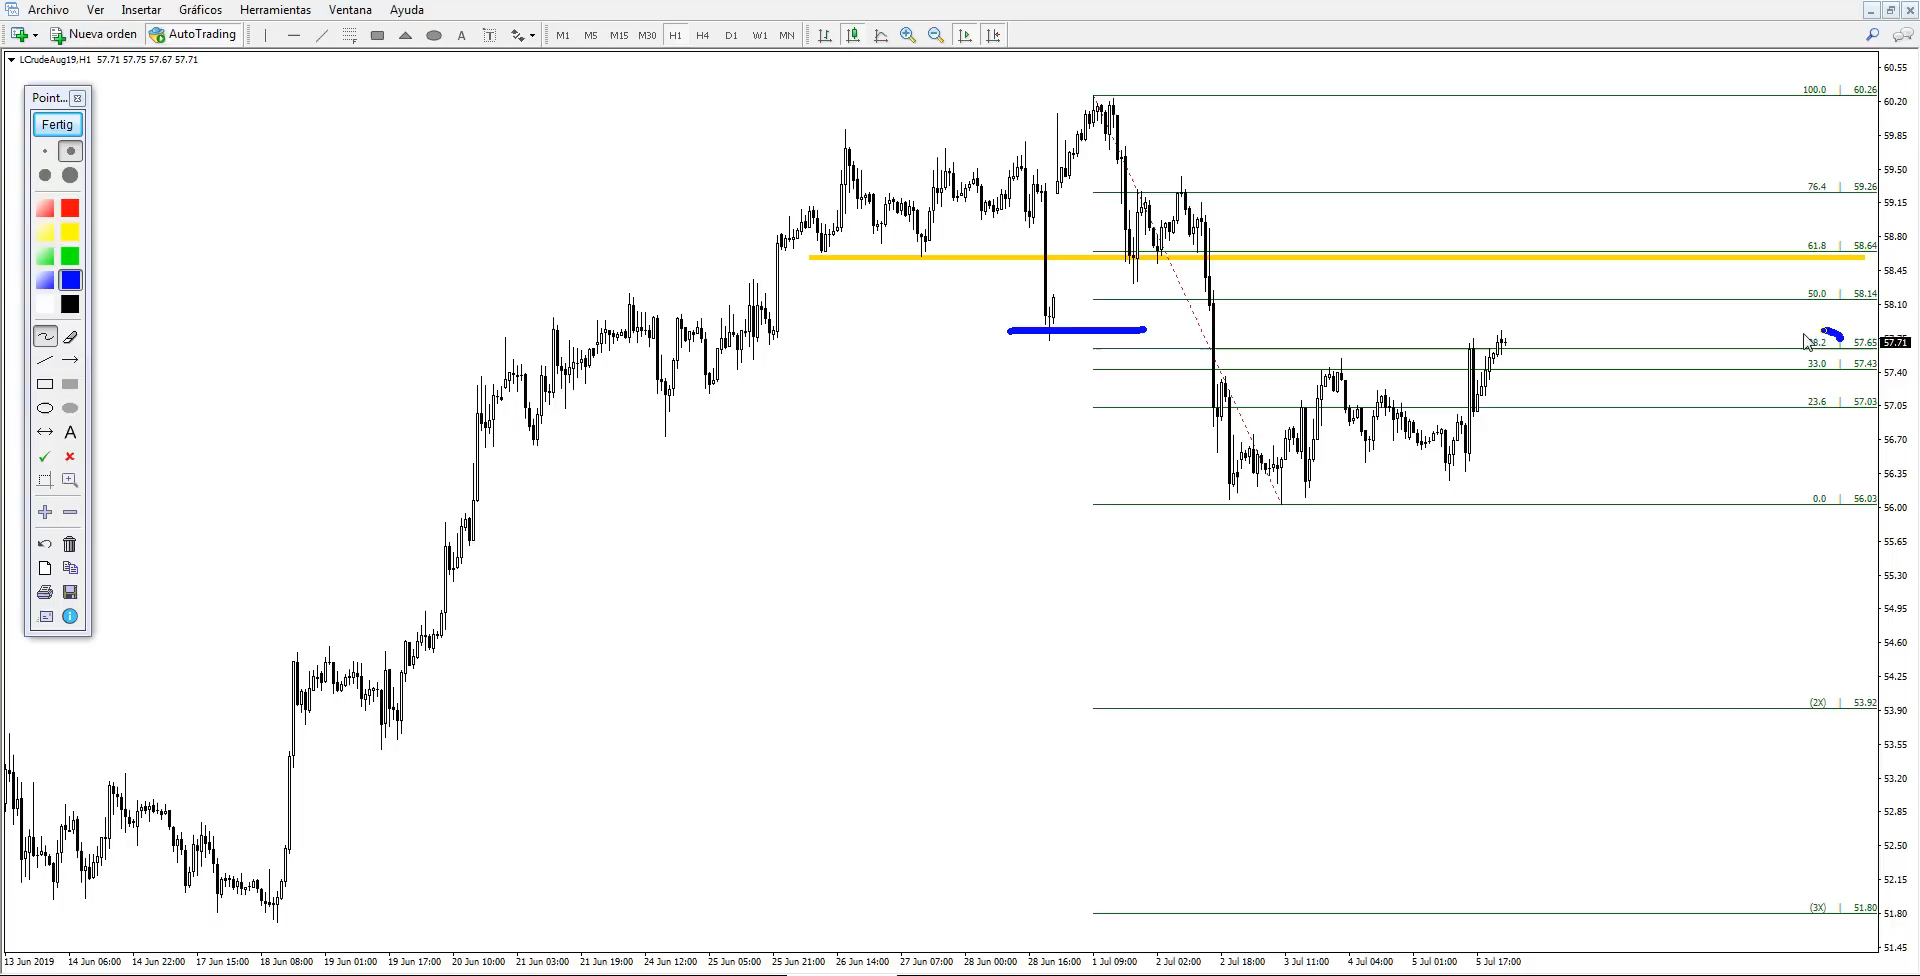 Archivo Ver Insertar Gráficos Herramientas Ventana Ayuda
Nueva orden AutoTrading A T M1 M5 M15 M30 H1 H4 D1 W1 MN
LCrudeAug19,H1 57.71 57.75 57.67 57.71
Point...
Fertig
A
100.0 | 60.26
76.4 | 59.26
61.8 | 58.64
50.0 | 58.14
57.65
33.0 | 57.43
23.6 | 57.03
0.0 | 56.03
(2X) | 53.92
(3X) | 51.80
60.55
60.20
59.85
59.50
59.15
58.80
58.45
58.10
57.71
57.40
57.05
56.70
56.35
56.00
55.65
55.30
54.95
54.60
54.25
53.90
53.55
53.20
52.85
52.50
52.15
51.80
51.45
13 Jun 2019 14 Jun 06:00 14 Jun 22:00 17 Jun 15:00 18 Jun 08:00 19 Jun 01:00 19 Jun 17:00 20 Jun 10:00 21 Jun 03:00 21 Jun 19:00 24 Jun 12:00 25 Jun 05:00 25 Jun 21:00 26 Jun 14:00 27 Jun 07:00 28 Jun 00:00 28 Jun 16:00 1 Jul 09:00 2 Jul 02:00 2 Jul 18:00 3 Jul 11:00 4 Jul 04:00 5 Jul 01:00 5 Jul 17:00